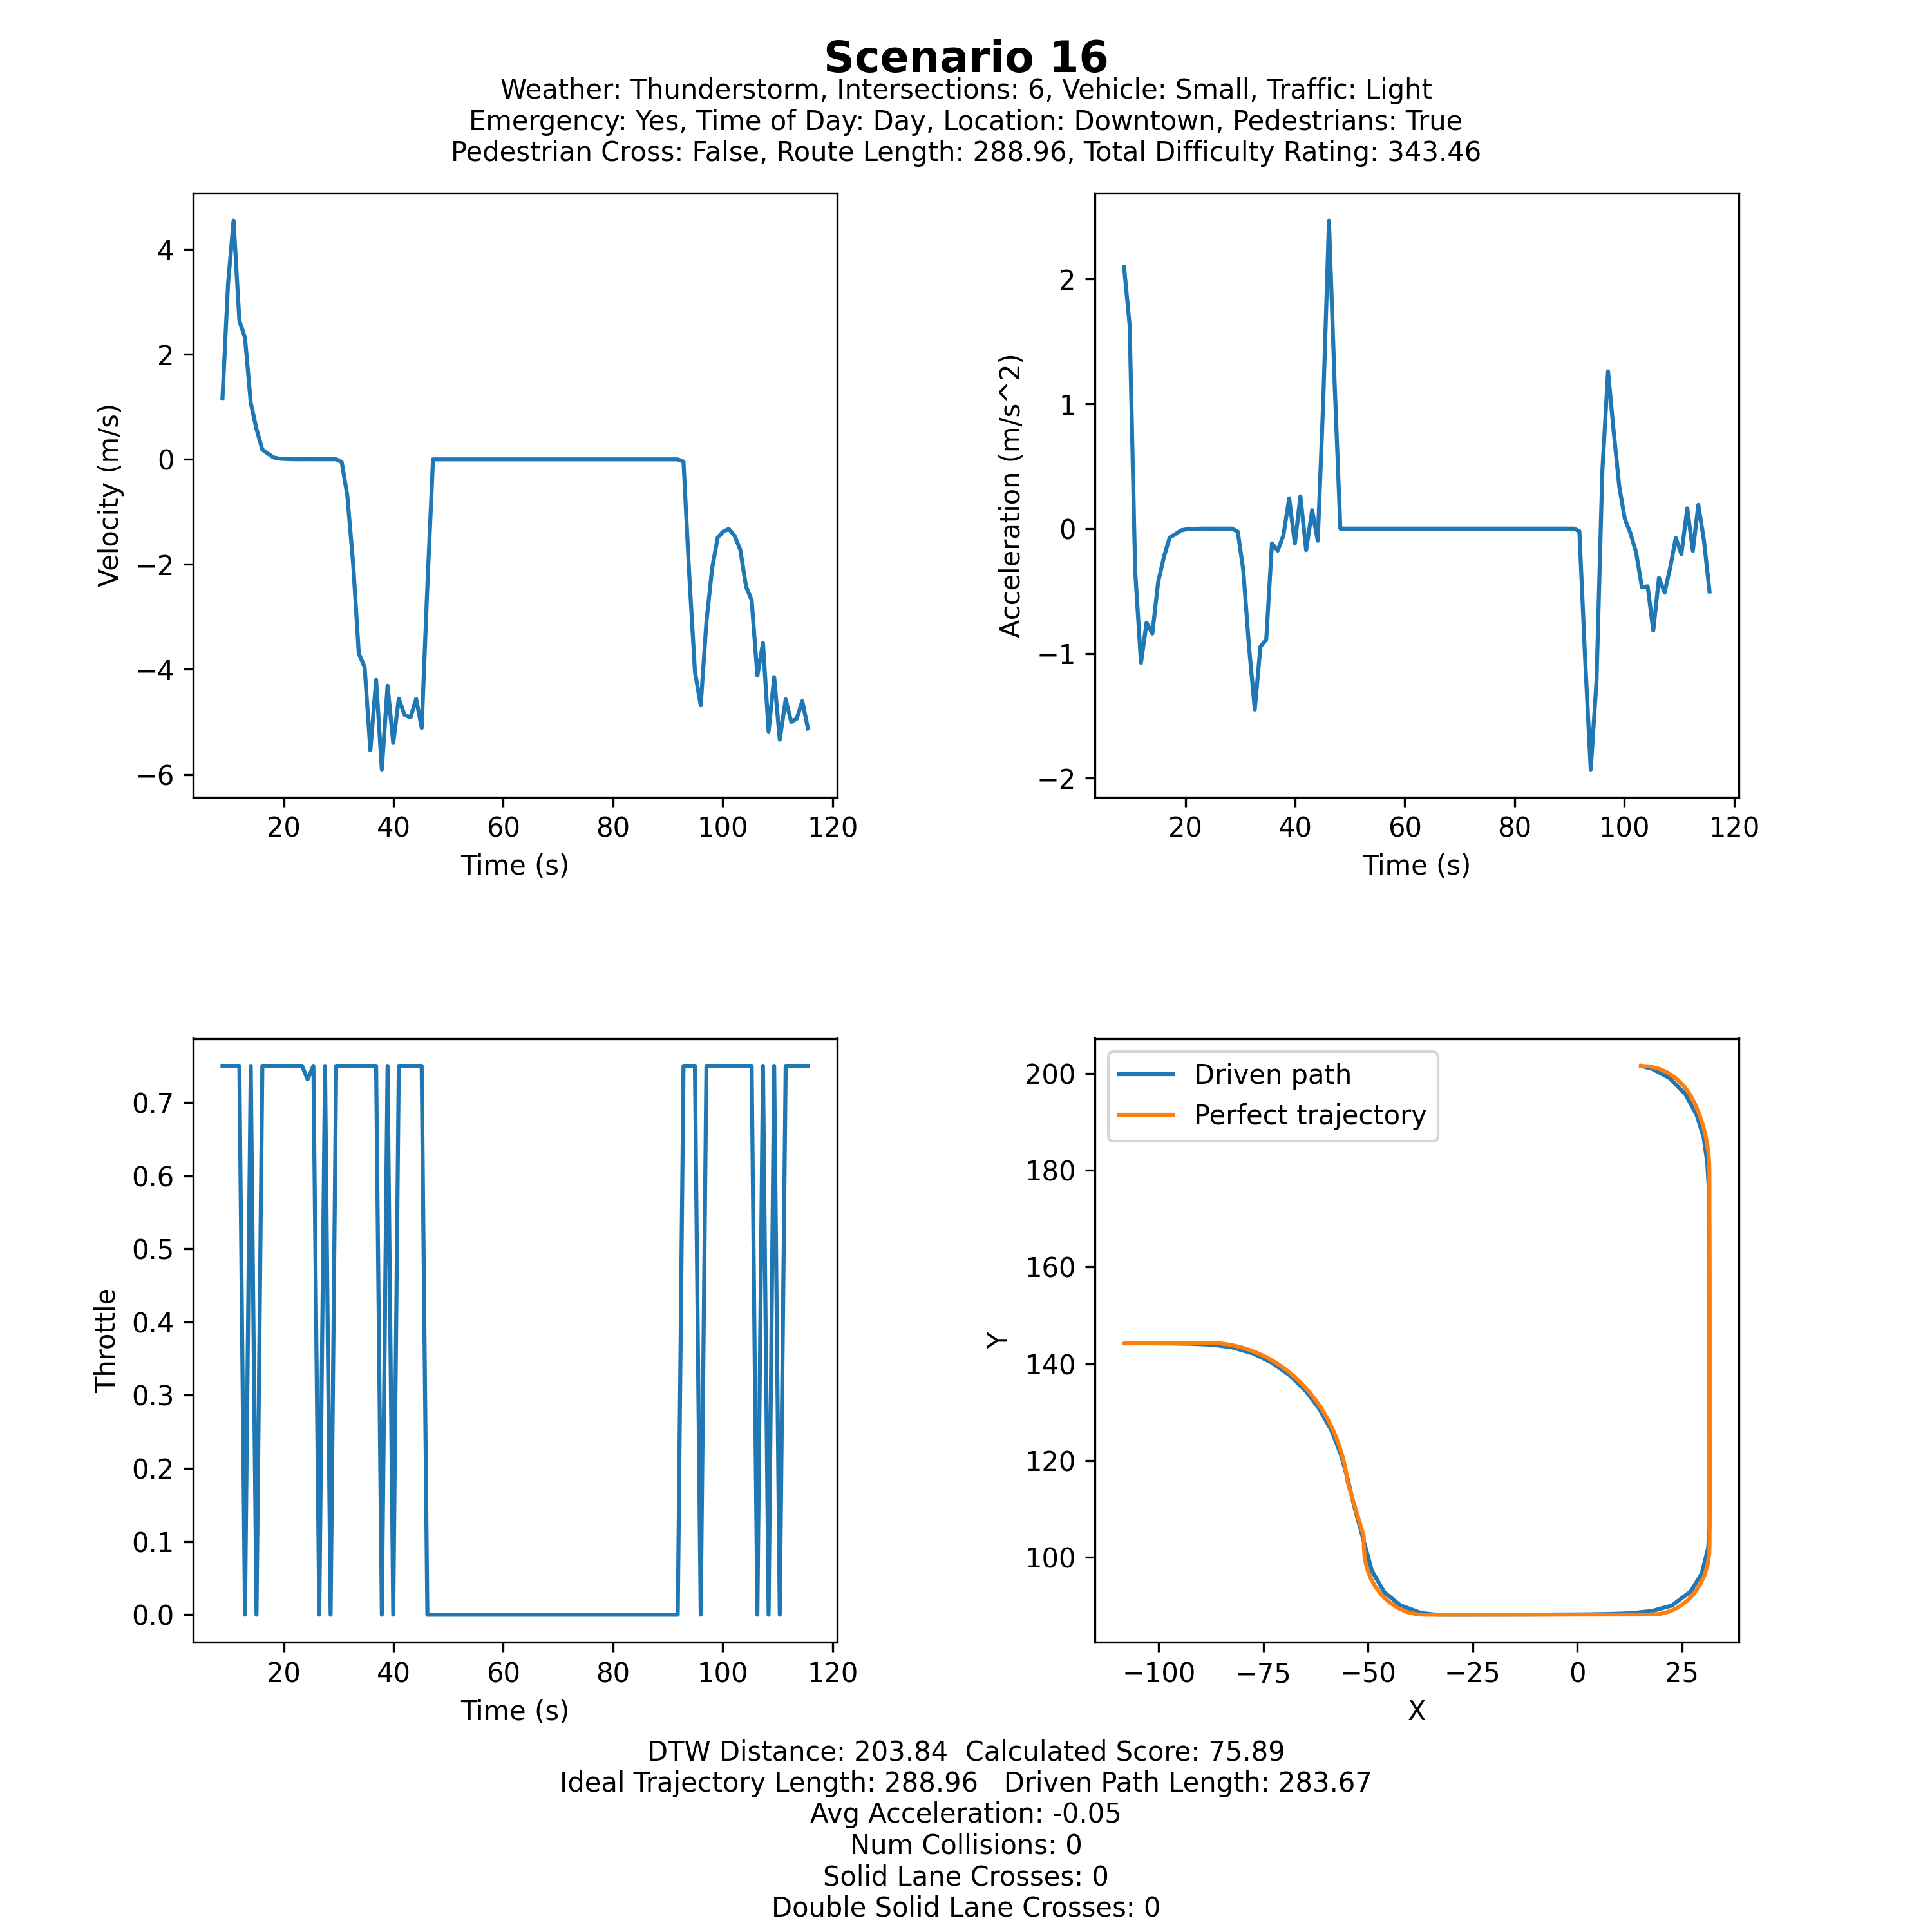 Scenario 16
Weather: Thunderstorm, Intersections: 6, Vehicle: Small, Traffic: Light
Emergency: Yes, Time of Day: Day, Location: Downtown, Pedestrians: True
Pedestrian Cross: False, Route Length: 288.96, Total Difficulty Rating: 343.46
4
2
0
−2
−4
−6
Velocity (m/s)
20 40 60 80 100 120
Time (s)
2
1
0
−1
−2
Acceleration (m/s^2)
20 40 60 80 100 120
Time (s)
0.7
0.6
0.5
0.4
0.3
0.2
0.1
0.0
Throttle
20 40 60 80 100 120
Time (s)
Driven path
Perfect trajectory
200
180
160
140
120
100
Y
−100 −75 −50 −25 0 25
X
DTW Distance: 203.84 Calculated Score: 75.89
Ideal Trajectory Length: 288.96 Driven Path Length: 283.67
Avg Acceleration: -0.05
Num Collisions: 0
Solid Lane Crosses: 0
Double Solid Lane Crosses: 0